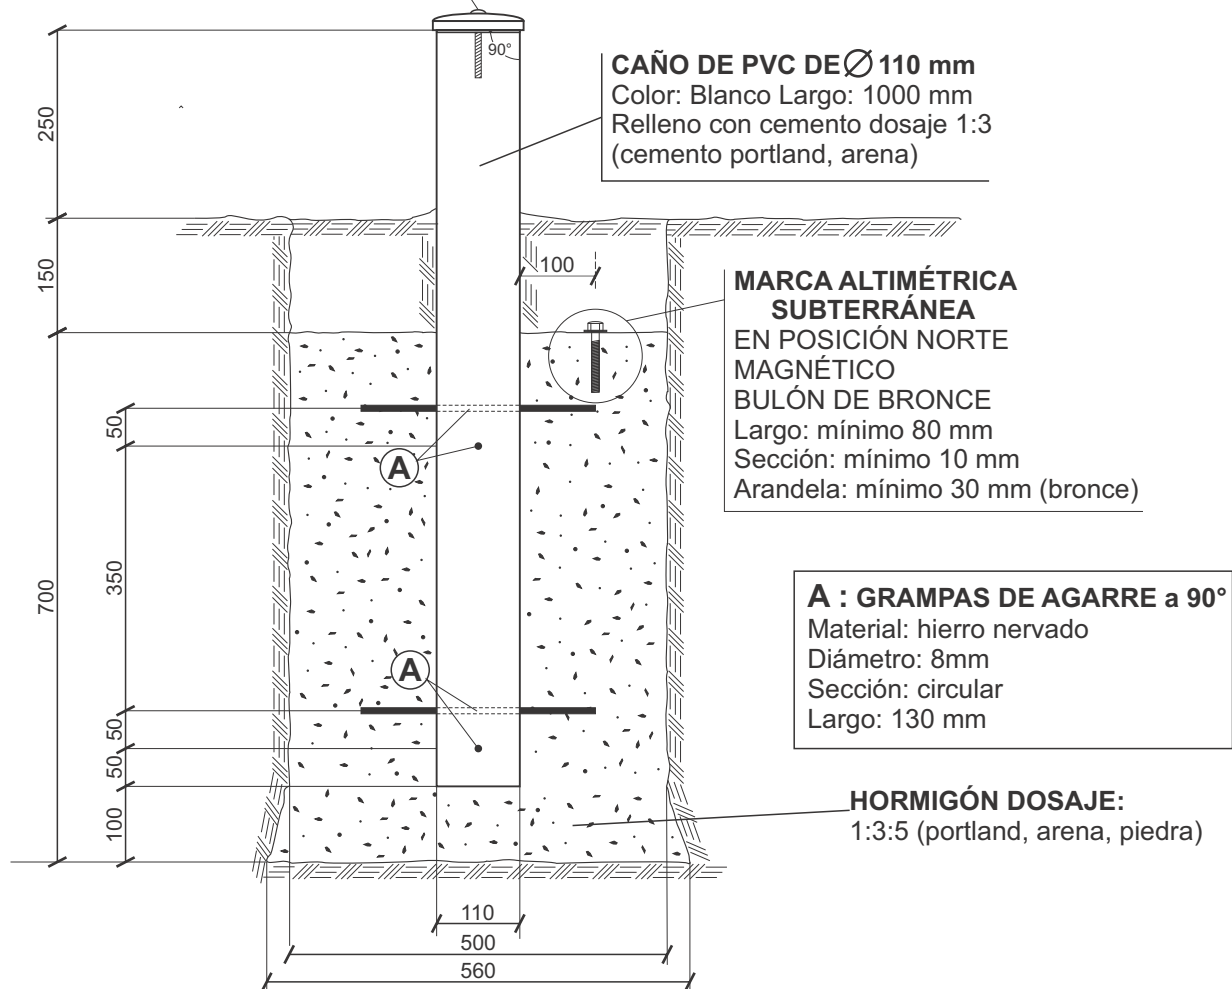 90°
CAÑO DE PVC DE Ø 110 mm
Color: Blanco Largo: 1000 mm
Relleno con cemento dosaje 1:3
(cemento portland, arena)
250
150
100
MARCA ALTIMÉTRICA
SUBTERRÁNEA
EN POSICIÓN NORTE
MAGNÉTICO
BULÓN DE BRONCE
Largo: mínimo 80 mm
Sección: mínimo 10 mm
Arandela: mínimo 30 mm (bronce)
50
A
350
700
A : GRAMPAS DE AGARRE a 90°
Material: hierro nervado
Diámetro: 8mm
Sección: circular
Largo: 130 mm
A
50
50
100
HORMIGÓN DOSAJE:
1:3:5 (portland, arena, piedra)
110
500
560